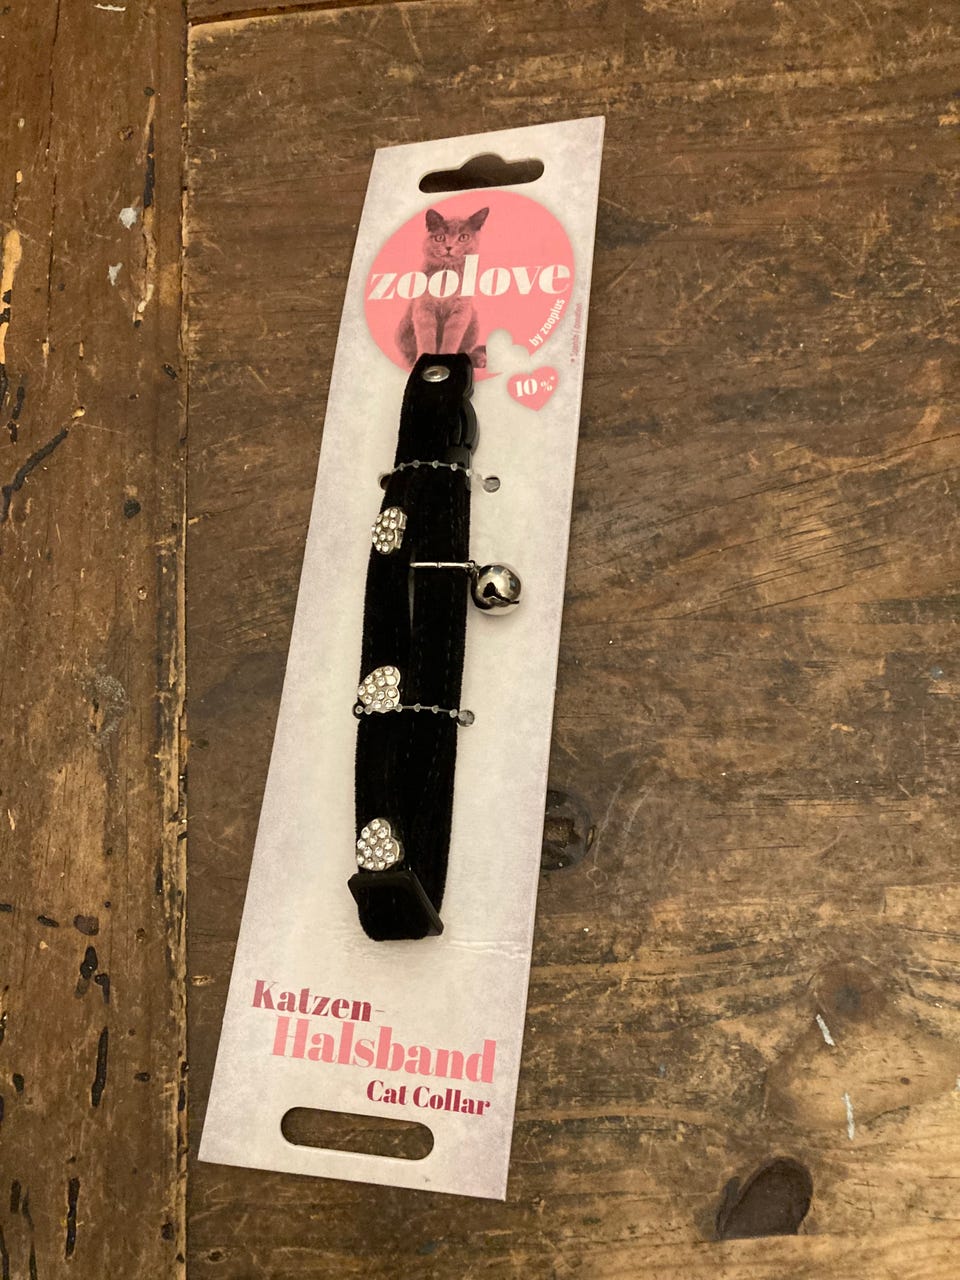 zoolove
by zooplus
10 %*
Katzen-
Halsband
Cat Collar